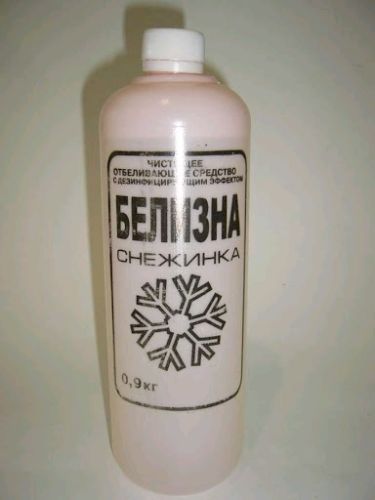 ЧИСТЯЩЕЕ
ОТБЕЛИВАЮЩЕЕ СРЕДСТВО
С ДЕЗИНФИЦИРУЮЩИМ ЭФФЕКТОМ
БЕЛИЗНА
СНЕЖИНКА
0,9кг